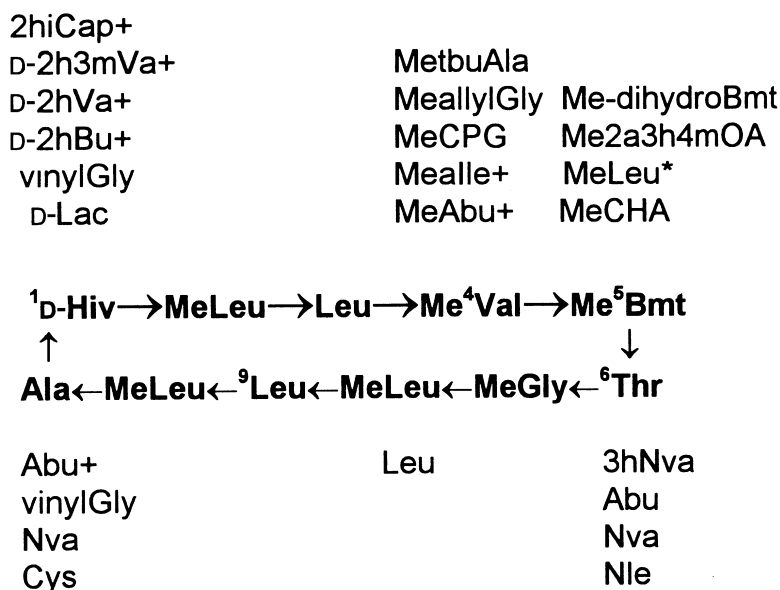 2hiCap+
D-2h3mVa+ MetbuAla
D-2hVa+ MeallylGly Me-dihydroBmt
D-2hBu+ MeCPG Me2a3h4mOA
vinylGly MeaIle+ MeLeu*
D-Lac MeAbu+ MeCHA
¹D-Hiv→MeLeu→Leu→Me⁴Val→Me⁵Bmt
↑ ↓
Ala←MeLeu←⁹Leu←MeLeu←MeGly←⁶Thr
Abu+ Leu 3hNva
vinylGly Abu
Nva Nva
Cys Nle